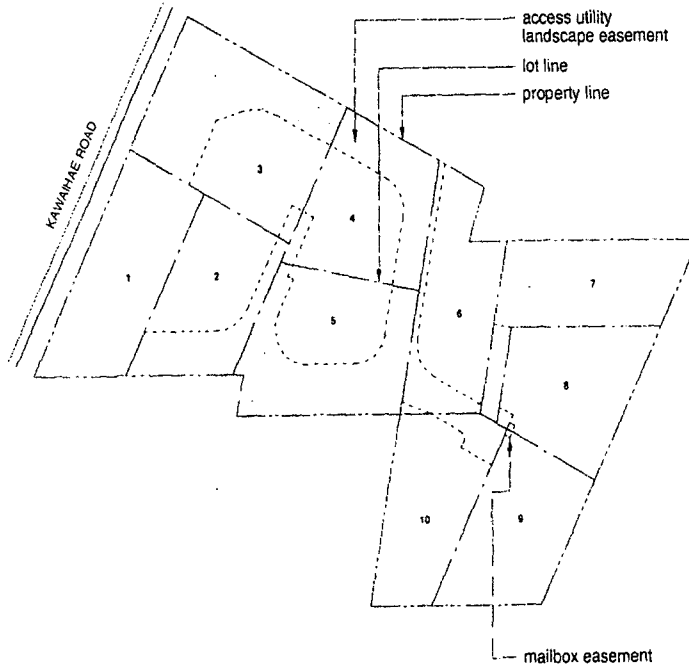 access utility
landscape easement
lot line
property line
KAWAIHAE ROAD
3
4
1
2
5
6
7
8
10
9
mailbox easement